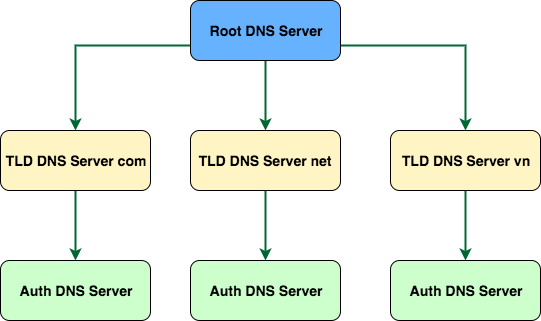 Root DNS Server
TLD DNS Server com
TLD DNS Server net
TLD DNS Server vn
Auth DNS Server
Auth DNS Server
Auth DNS Server